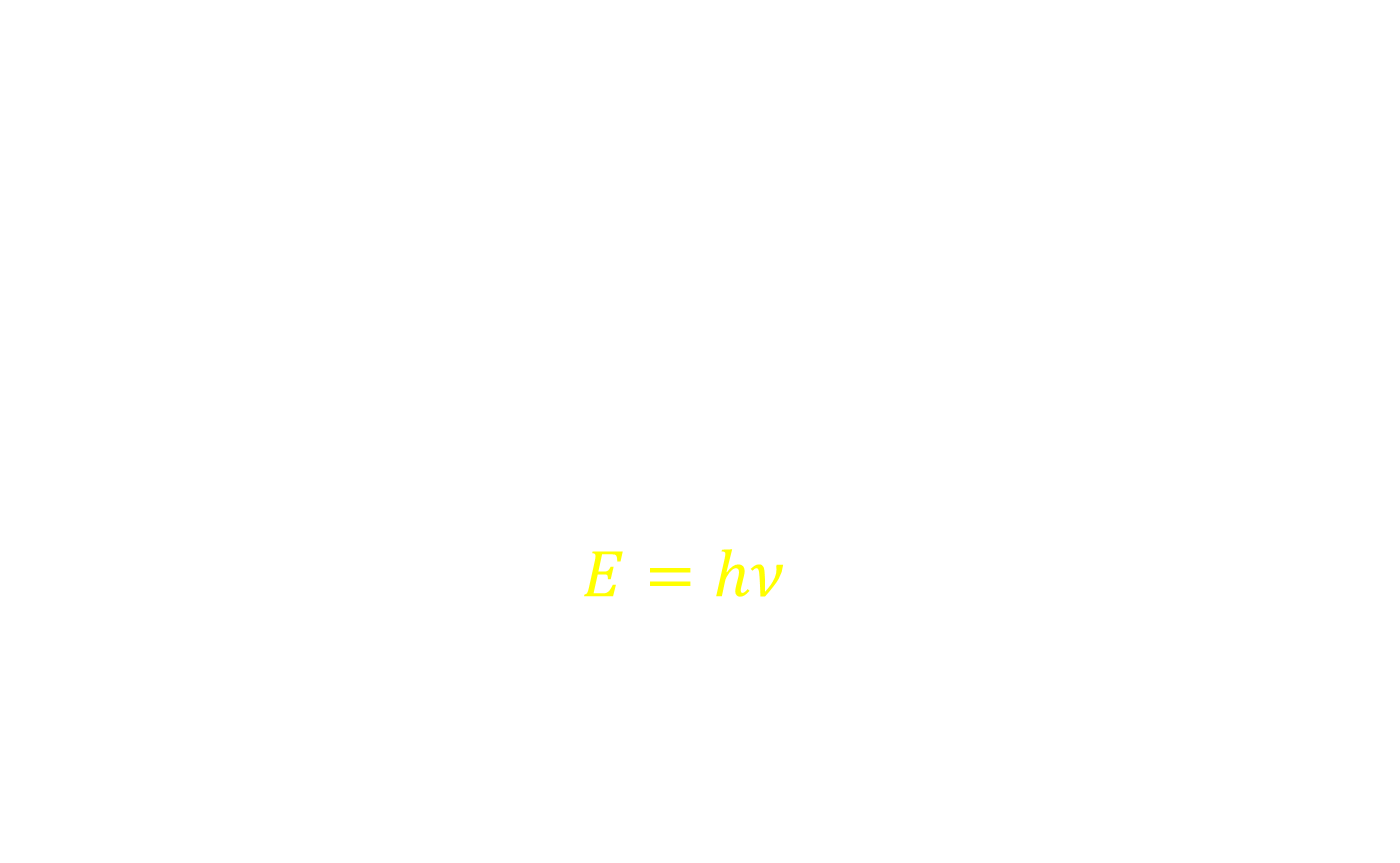 𝐸 = ℎ𝜈